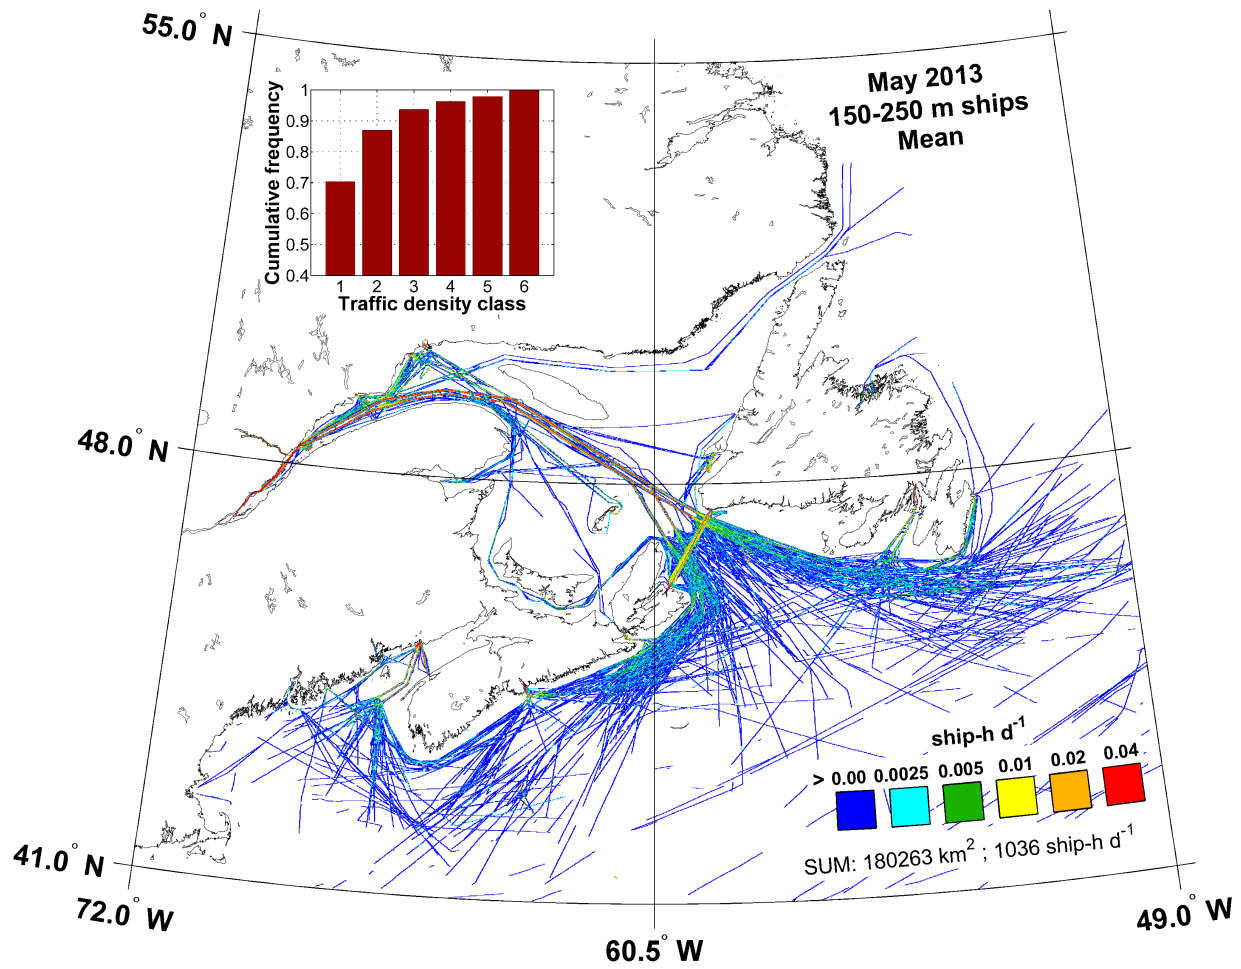 55.0° N
May 2013
150-250 m ships
Mean
Cumulative frequency
1
0.9
0.8
0.7
0.6
0.5
0.4
1 2 3 4 5 6
Traffic density class
48.0° N
ship-h d⁻¹
> 0.00 0.0025 0.005 0.01 0.02 0.04
SUM: 180263 km² ; 1036 ship-h d⁻¹
41.0° N
72.0° W
60.5° W
49.0° W